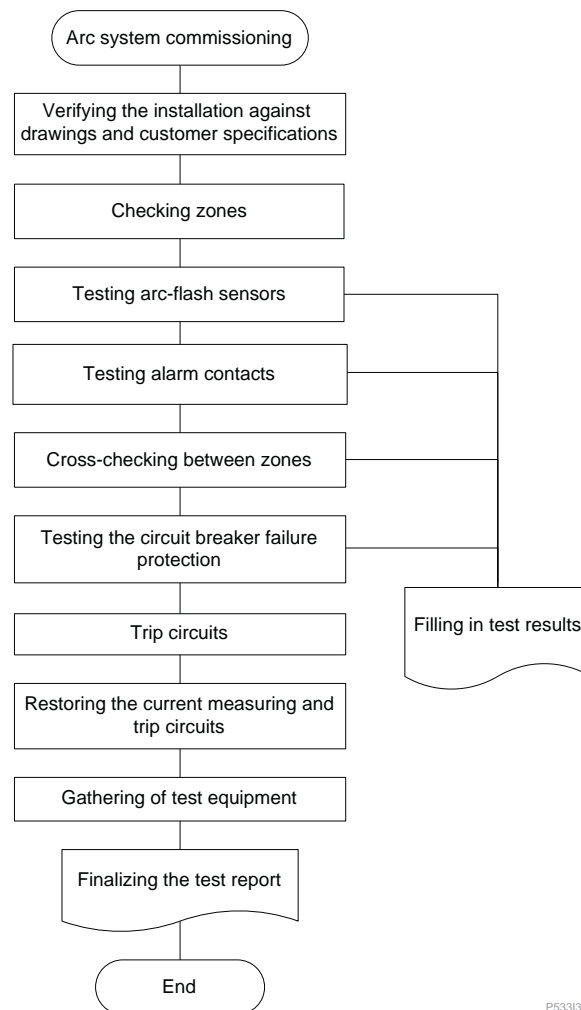 Arc system commissioning
Verifying the installation against
drawings and customer specifications
Checking zones
Testing arc-flash sensors
Testing alarm contacts
Cross-checking between zones
Testing the circuit breaker failure
protection
Filling in test results
Trip circuits
Restoring the current measuring and
trip circuits
Gathering of test equipment
Finalizing the test report
End